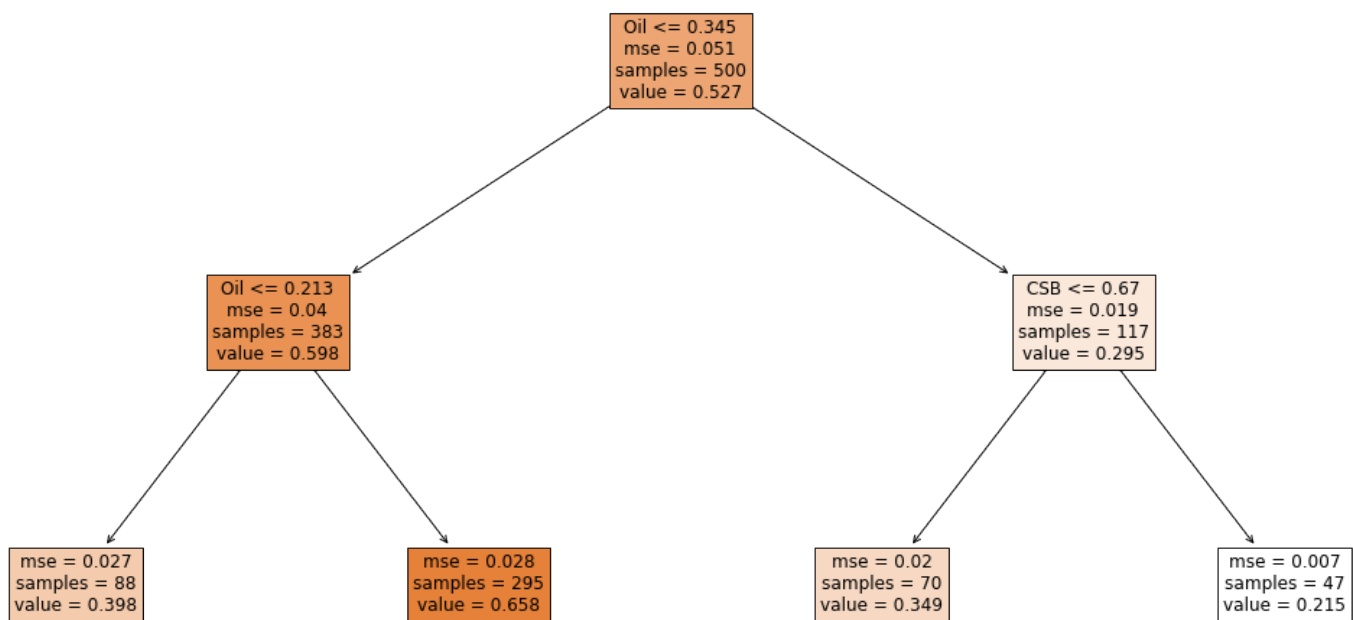 Oil <= 0.345
mse = 0.051
samples = 500
value = 0.527
Oil <= 0.213
mse = 0.04
samples = 383
value = 0.598
CSB <= 0.67
mse = 0.019
samples = 117
value = 0.295
mse = 0.027
samples = 88
value = 0.398
mse = 0.028
samples = 295
value = 0.658
mse = 0.02
samples = 70
value = 0.349
mse = 0.007
samples = 47
value = 0.215